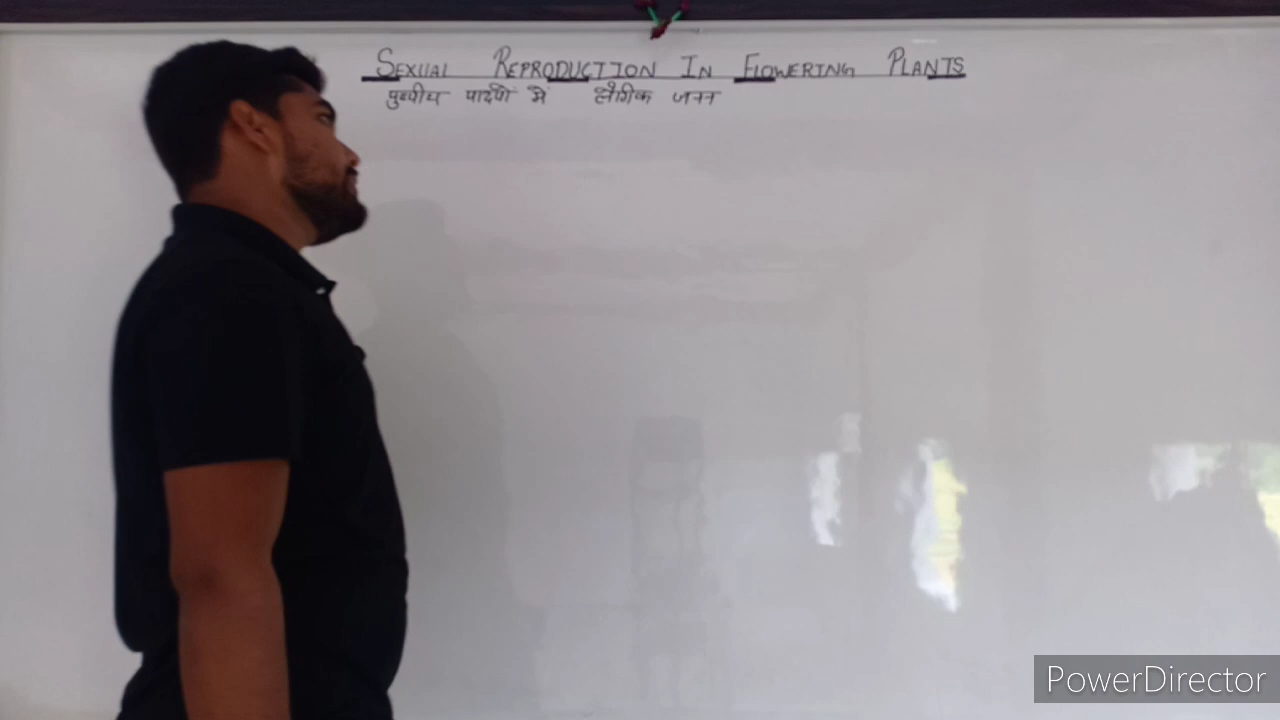 SEXUAL REPRODUCTION IN FLOWERING PLANTS
पुष्पीय पादपों में लैंगिक जनन
PowerDirector